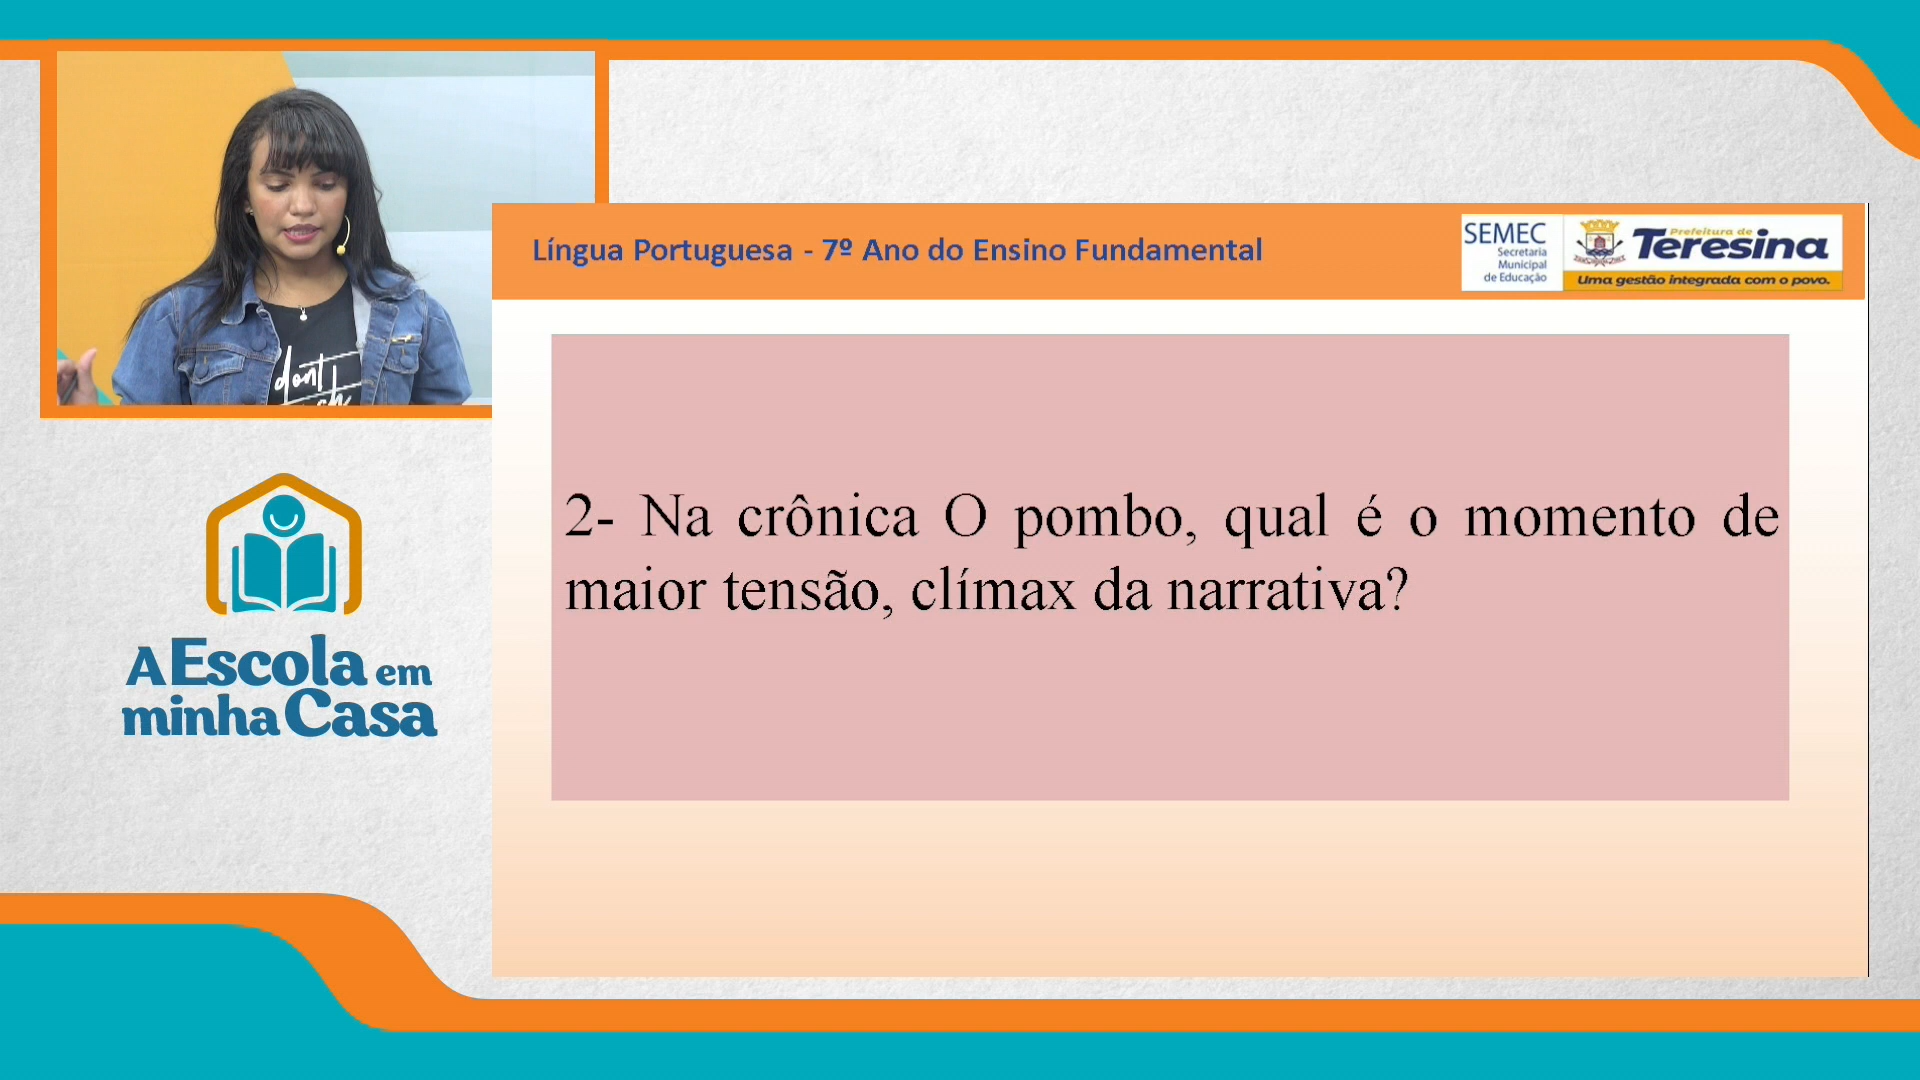 Língua Portuguesa - 7º Ano do Ensino Fundamental
SEMEC
Secretaria
Municipal
de Educação
Prefeitura de
Teresina
Uma gestão integrada com o povo.
dont
2- Na crônica O pombo, qual é o momento de
maior tensão, clímax da narrativa?
A Escola em
minha Casa